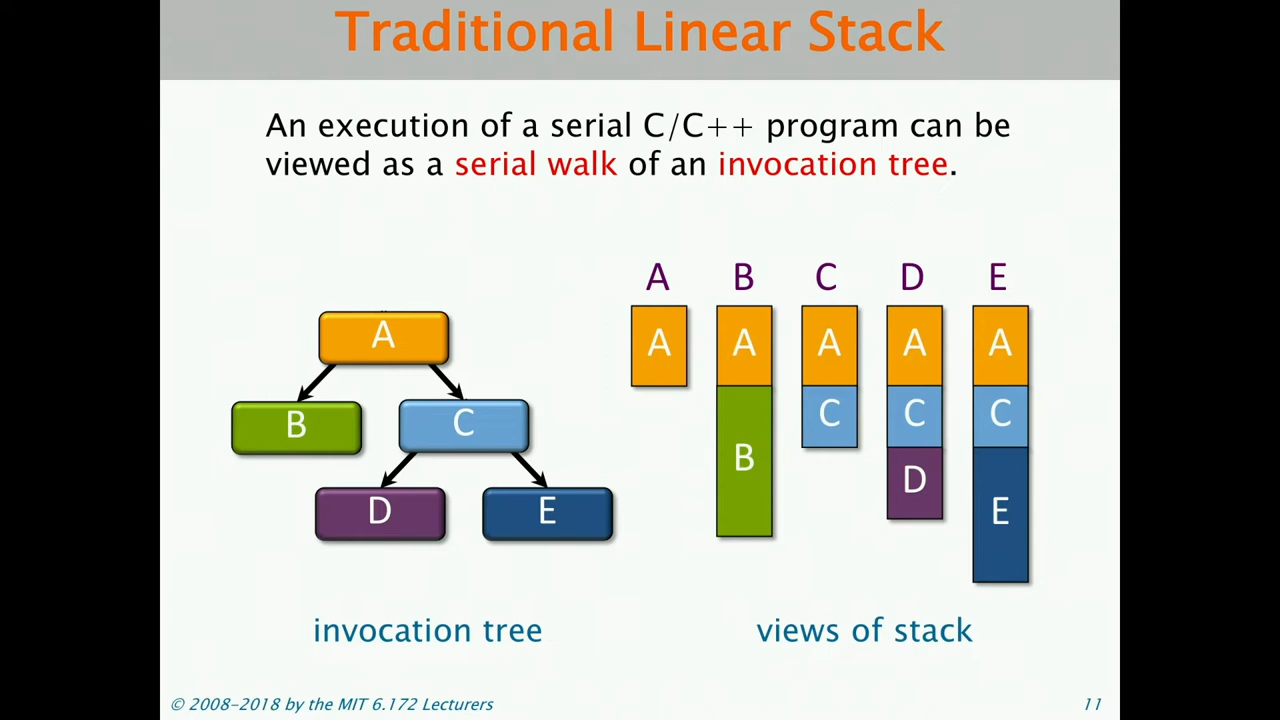 Traditional Linear Stack
An execution of a serial C/C++ program can be
viewed as a serial walk of an invocation tree.
A
B C
D E
invocation tree
A B C D E
A A A A A
B C C C
D E
views of stack
© 2008-2018 by the MIT 6.172 Lecturers
11